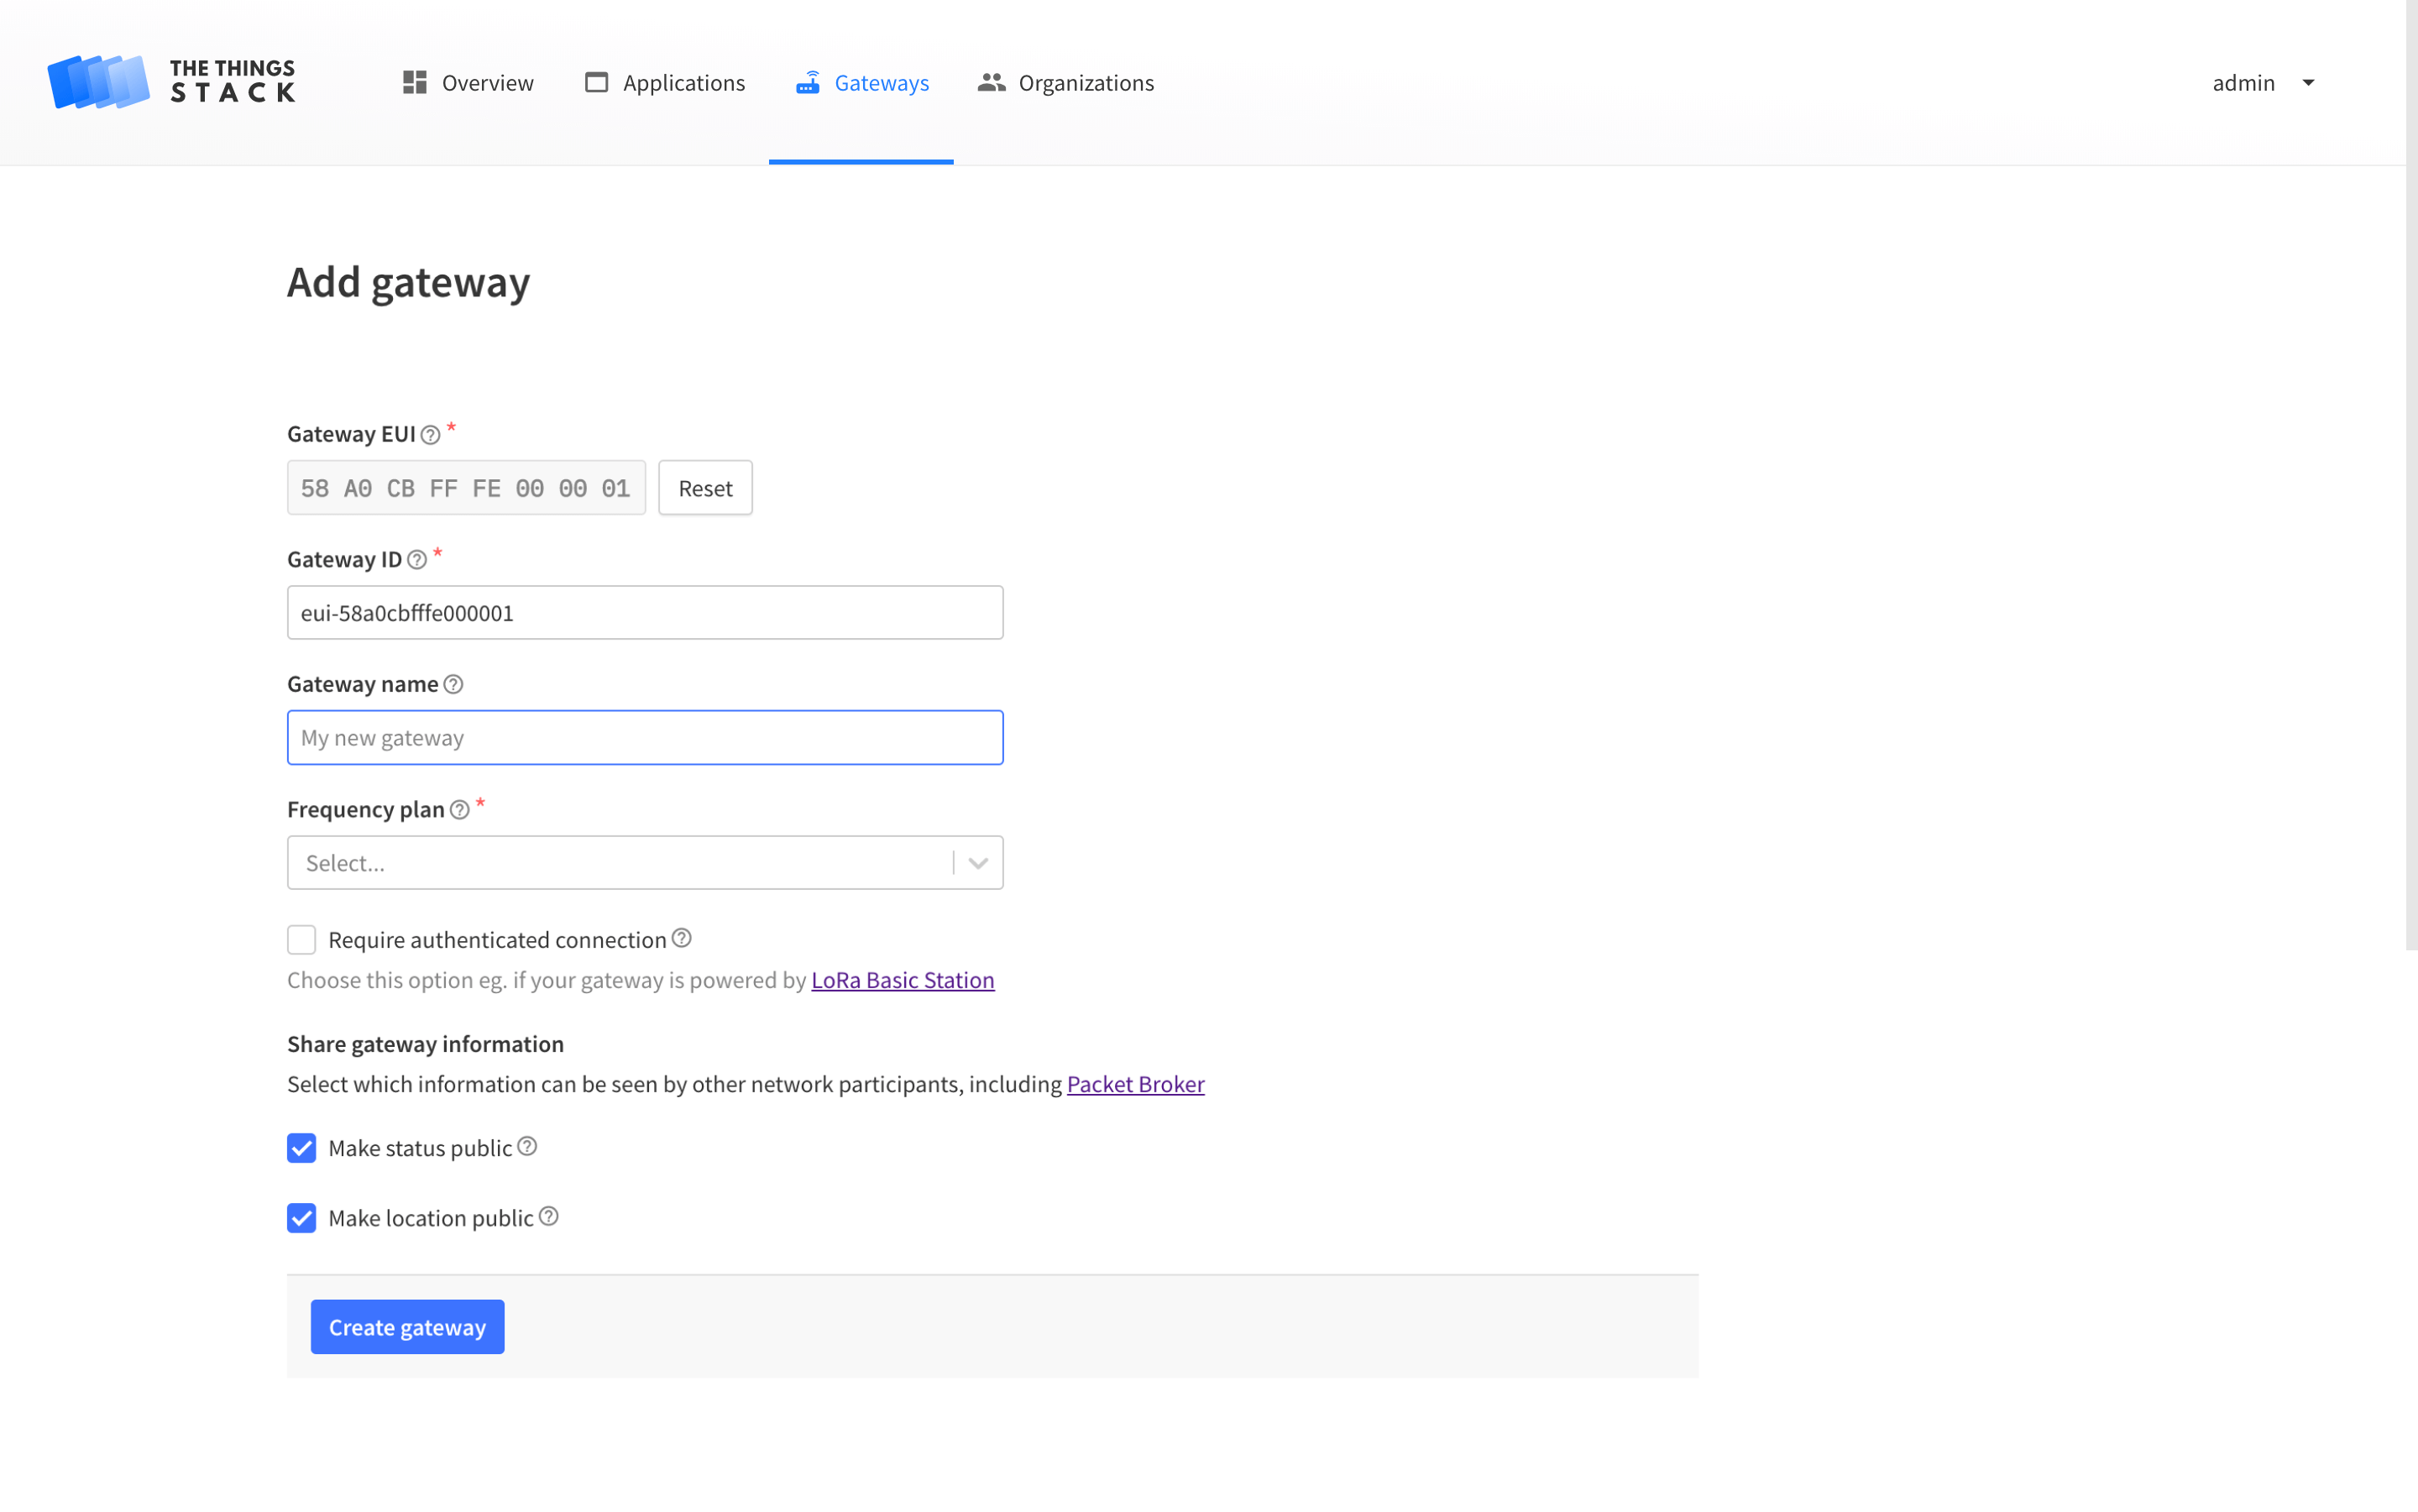 THE THINGS
STACK
Overview
Applications
Gateways
Organizations
admin
Add gateway
Gateway EUI *
58 A0 CB FF FE 00 00 01
Reset
Gateway ID *
eui-58a0cbfffe000001
Gateway name
My new gateway
Frequency plan *
Select...
Require authenticated connection
Choose this option eg. if your gateway is powered by LoRa Basic Station
Share gateway information
Select which information can be seen by other network participants, including Packet Broker
Make status public
Make location public
Create gateway